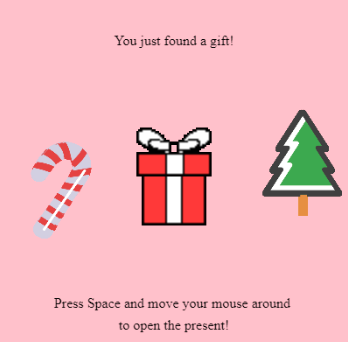 You just found a gift!
Press Space and move your mouse around
to open the present!